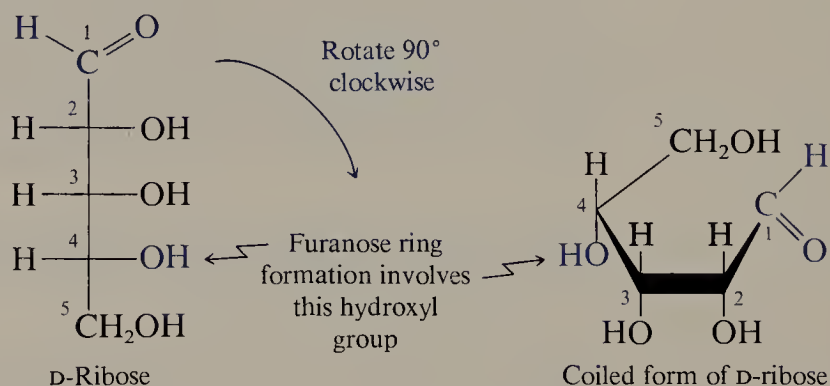 H
1
O
C
2
H
OH
3
H
OH
4
H
OH
5
CH₂OH
D-Ribose
Rotate 90°
clockwise
Furanose ring
formation involves
this hydroxyl
group
5
CH₂OH
H
H
4
C
1
O
HO
H
H
3
2
HO
OH
Coiled form of D-ribose